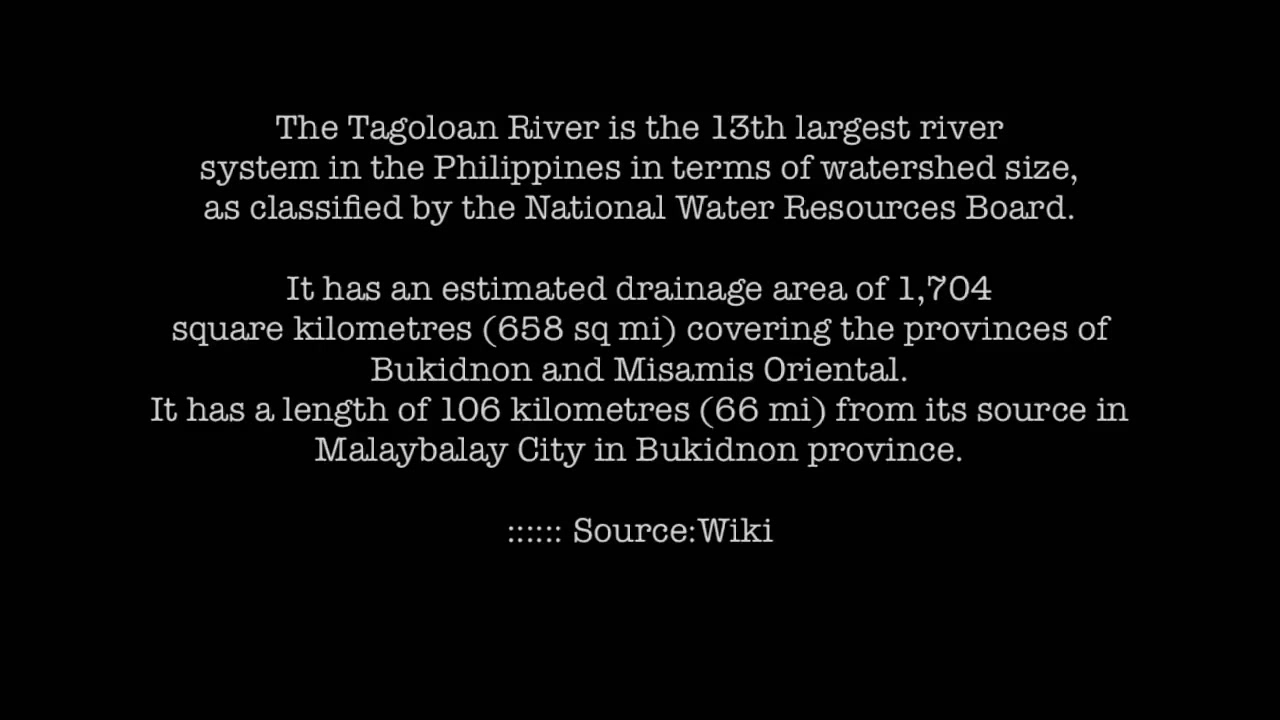 The Tagoloan River is the 13th largest river
system in the Philippines in terms of watershed size,
as classified by the National Water Resources Board.
It has an estimated drainage area of 1,704
square kilometres (658 sq mi) covering the provinces of
Bukidnon and Misamis Oriental.
It has a length of 106 kilometres (66 mi) from its source in
Malaybalay City in Bukidnon province.
:::::: Source:Wiki